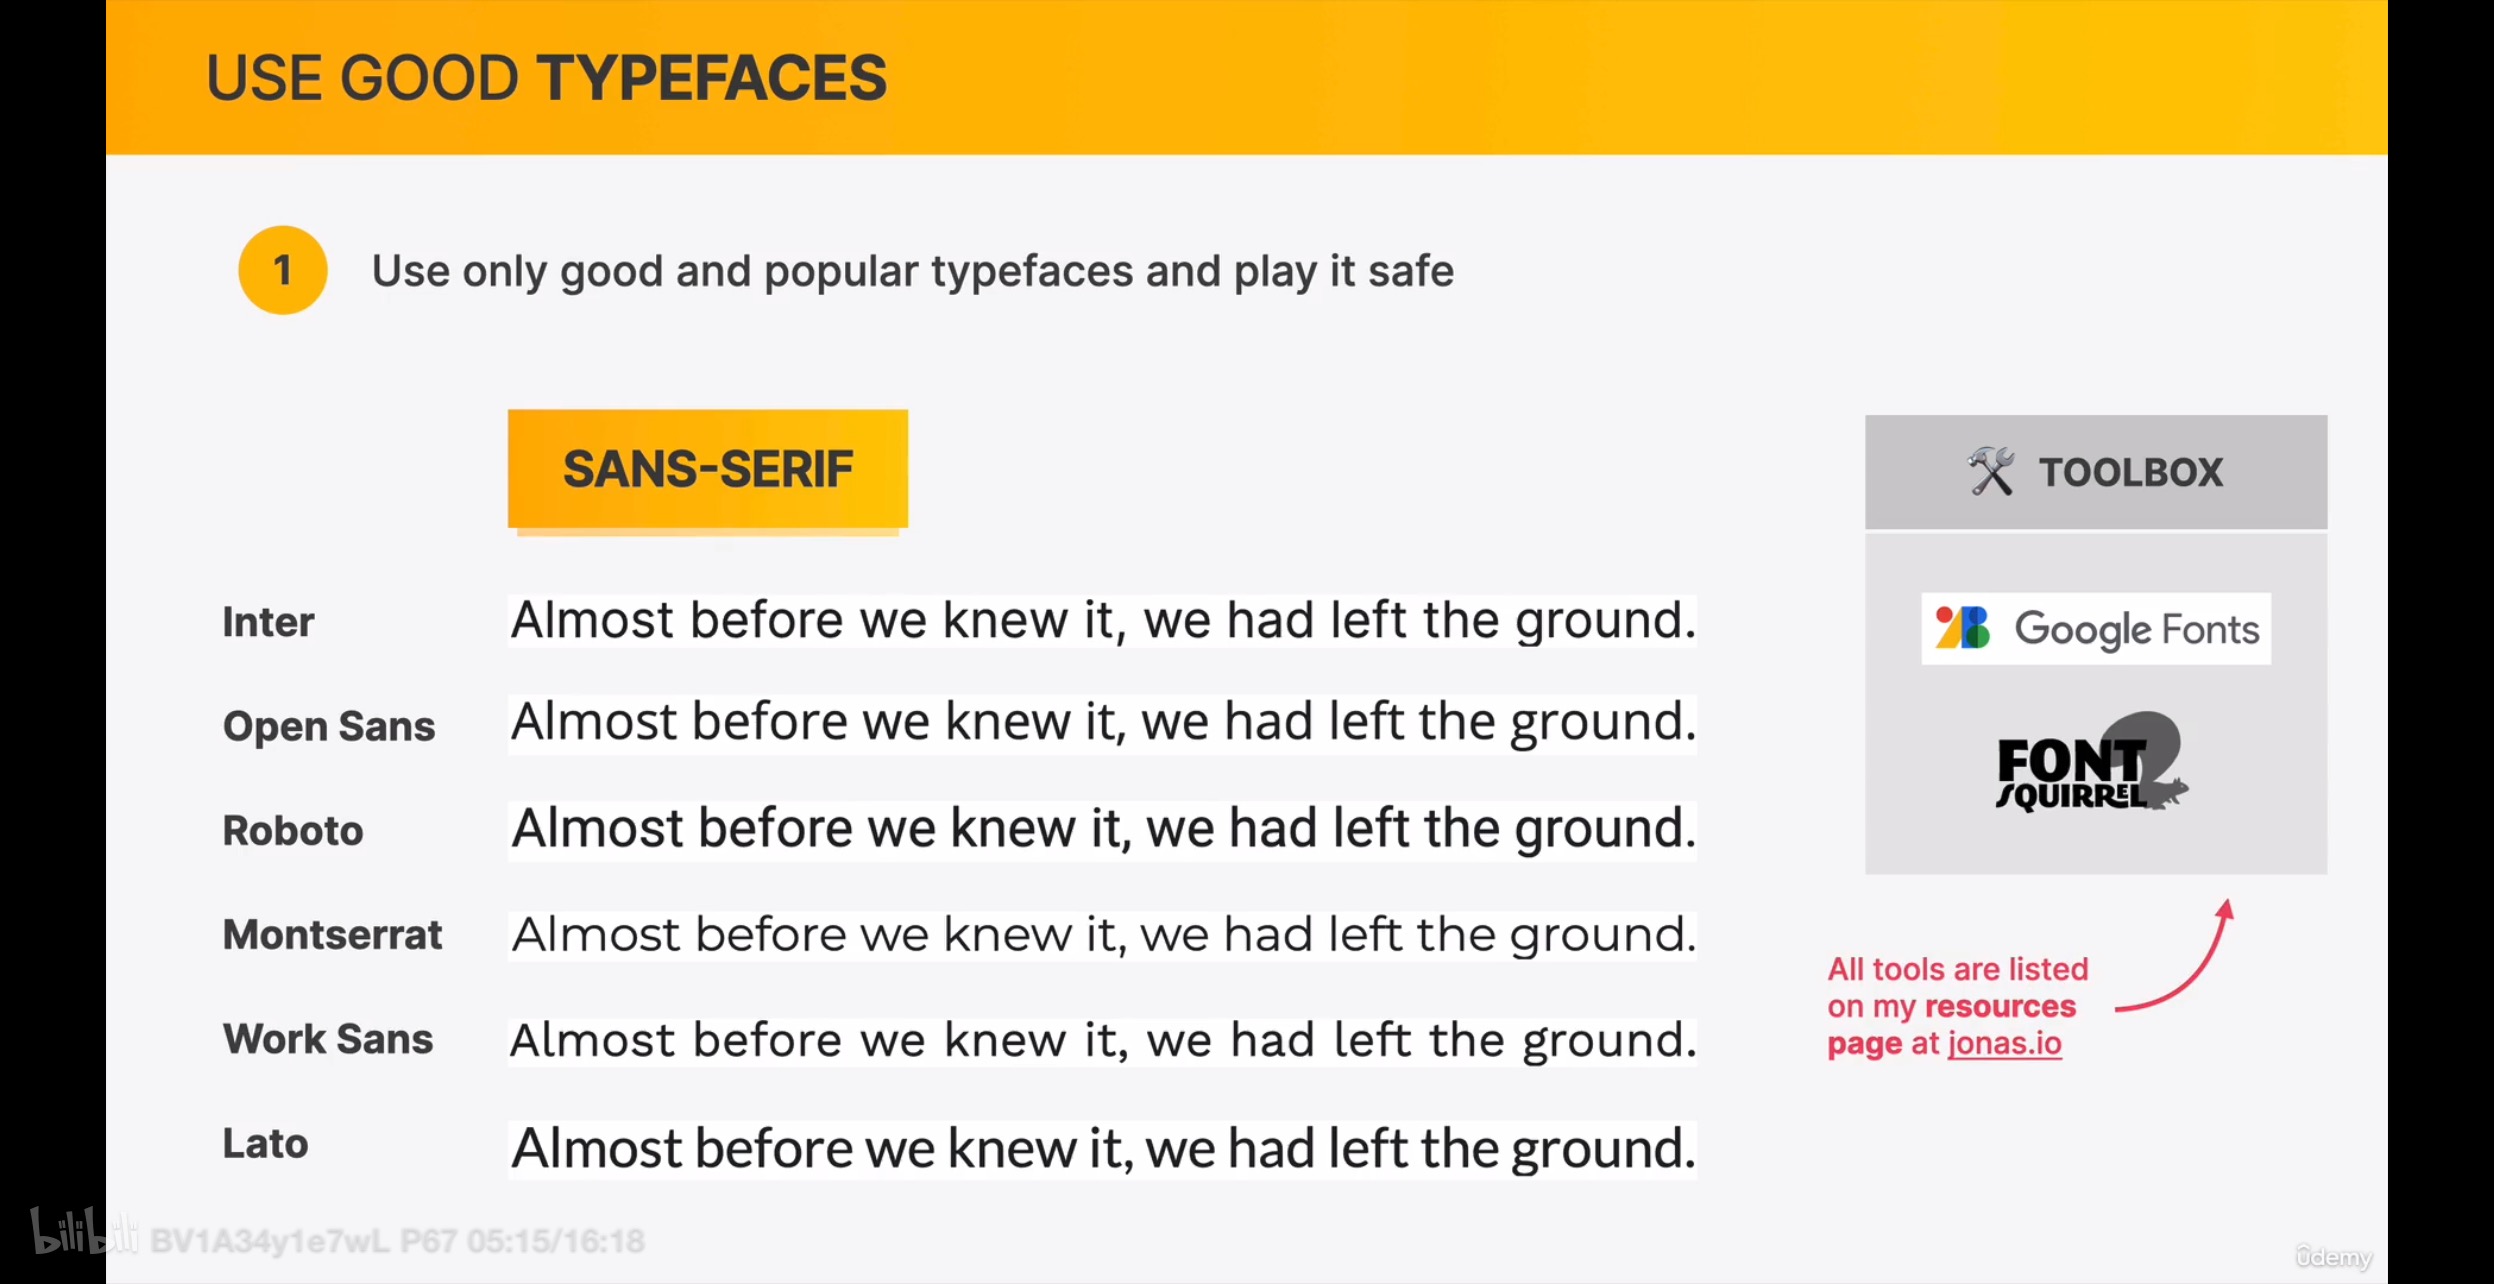 USE GOOD TYPEFACES
1 Use only good and popular typefaces and play it safe
SANS-SERIF
Inter Almost before we knew it, we had left the ground.
Open Sans Almost before we knew it, we had left the ground.
Roboto Almost before we knew it, we had left the ground.
Montserrat Almost before we knew it, we had left the ground.
Work Sans Almost before we knew it, we had left the ground.
Lato Almost before we knew it, we had left the ground.
TOOLBOX
Google Fonts
FONT
SQUIRREL
All tools are listed
on my resources
page at jonas.io
bilibili BV1A34y1e7wL P67 05:15/16:18
ûdemy